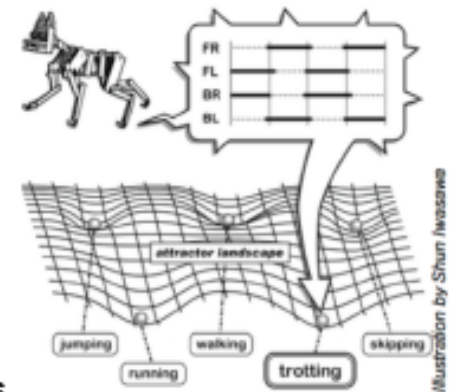 FR
FL
BR
BL
attractor landscape
jumping
running
walking
trotting
skipping
Illustration by Shun Iwasawa